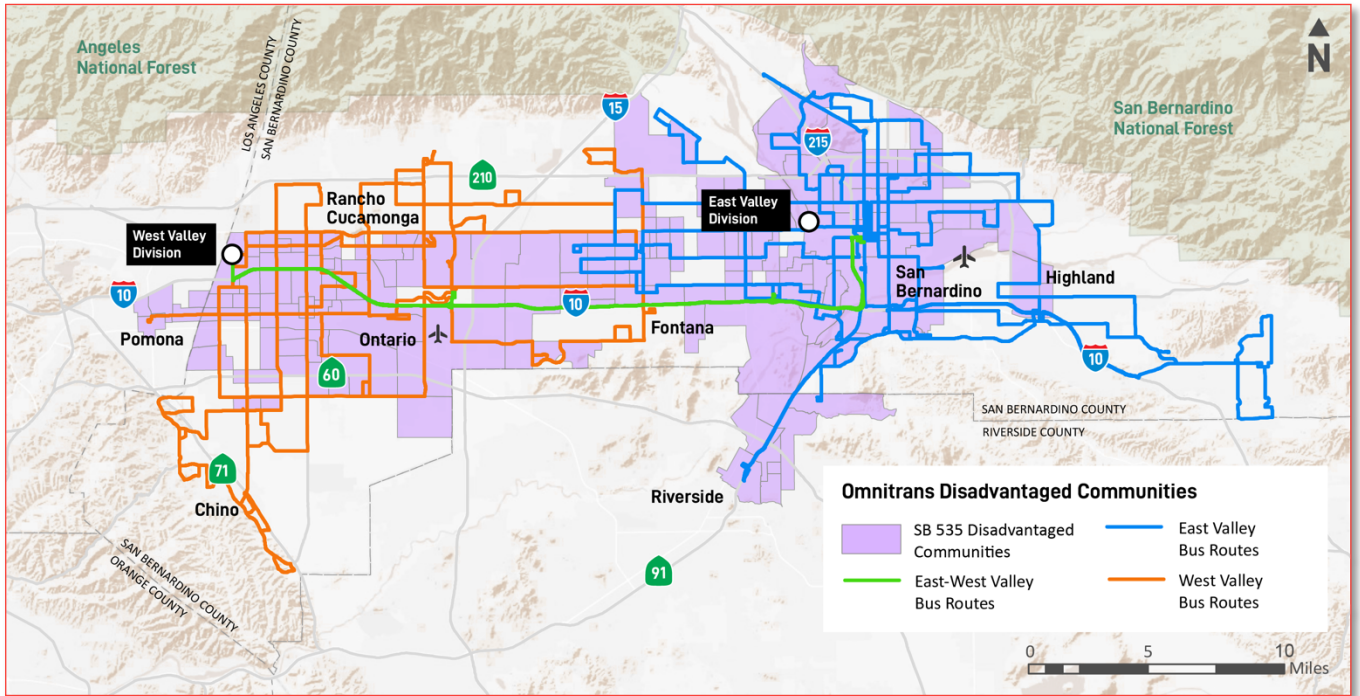 Angeles
National Forest
LOS ANGELES COUNTY
SAN BERNARDINO COUNTY
N
15
215
San Bernardino
National Forest
210
Rancho
Cucamonga
East Valley
Division
West Valley
Division
San
Bernardino
Highland
10
10
Pomona
Ontario
Fontana
60
10
SAN BERNARDINO COUNTY
RIVERSIDE COUNTY
71
Chino
Riverside
91
SAN BERNARDINO COUNTY
ORANGE COUNTY
Omnitrans Disadvantaged Communities
SB 535 Disadvantaged
Communities
East Valley
Bus Routes
East-West Valley
Bus Routes
West Valley
Bus Routes
0 5 10
Miles